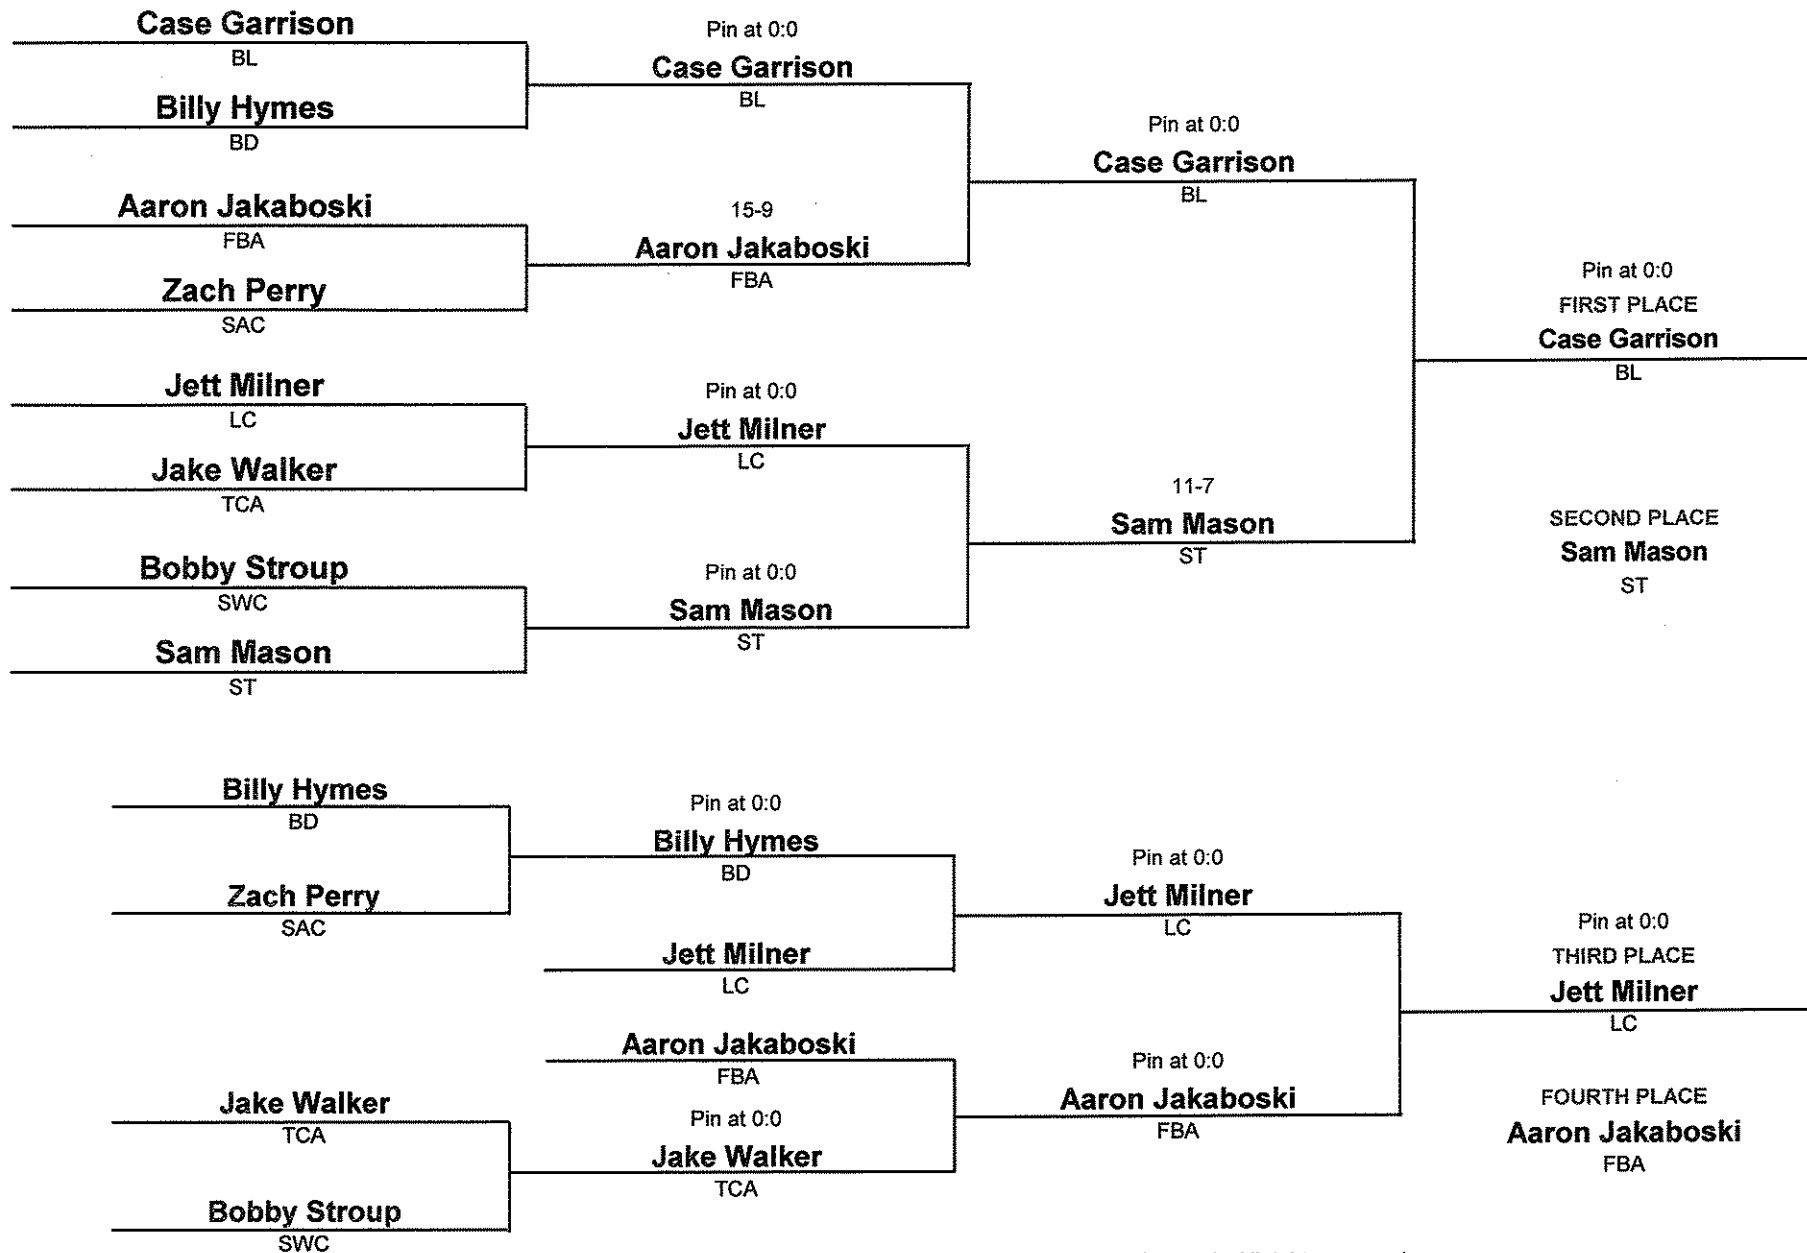 Case Garrison
BL
Billy Hymes
BD
Aaron Jakaboski
FBA
Zach Perry
SAC
Jett Milner
LC
Jake Walker
TCA
Bobby Stroup
SWC
Sam Mason
ST
Pin at 0:0
Case Garrison
BL
15-9
Aaron Jakaboski
FBA
Pin at 0:0
Jett Milner
LC
Pin at 0:0
Sam Mason
ST
Pin at 0:0
Case Garrison
BL
11-7
Sam Mason
ST
Pin at 0:0
FIRST PLACE
Case Garrison
BL
SECOND PLACE
Sam Mason
ST
Billy Hymes
BD
Zach Perry
SAC
Jake Walker
TCA
Bobby Stroup
SWC
Pin at 0:0
Billy Hymes
BD
Jett Milner
LC
Aaron Jakaboski
FBA
Pin at 0:0
Jake Walker
TCA
Pin at 0:0
Jett Milner
LC
Pin at 0:0
Aaron Jakaboski
FBA
Pin at 0:0
THIRD PLACE
Jett Milner
LC
FOURTH PLACE
Aaron Jakaboski
FBA